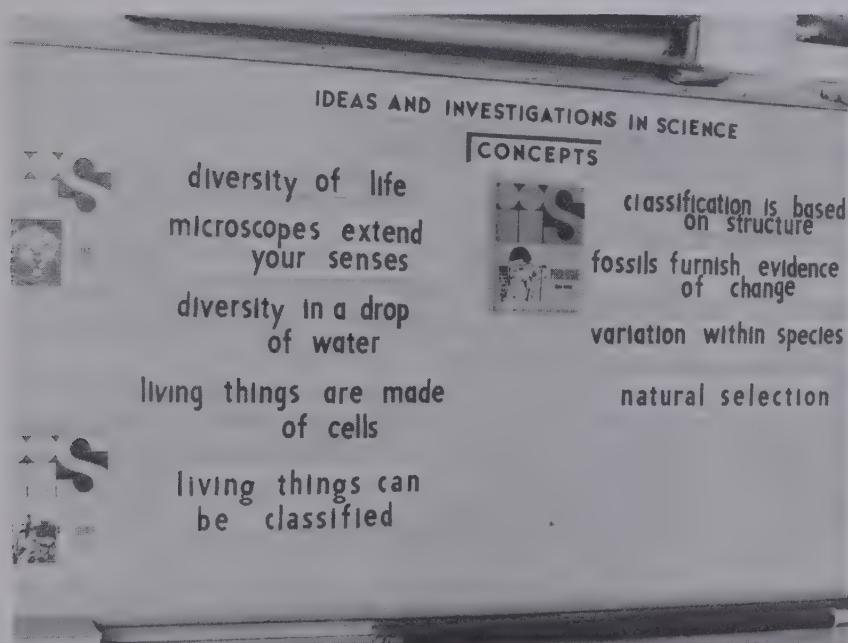 IDEAS AND INVESTIGATIONS IN SCIENCE
CONCEPTS
diversity of life
microscopes extend
your senses
diversity in a drop
of water
living things are made
of cells
living things can
be classified
classification is based
on structure
fossils furnish evidence
of change
variation within species
natural selection